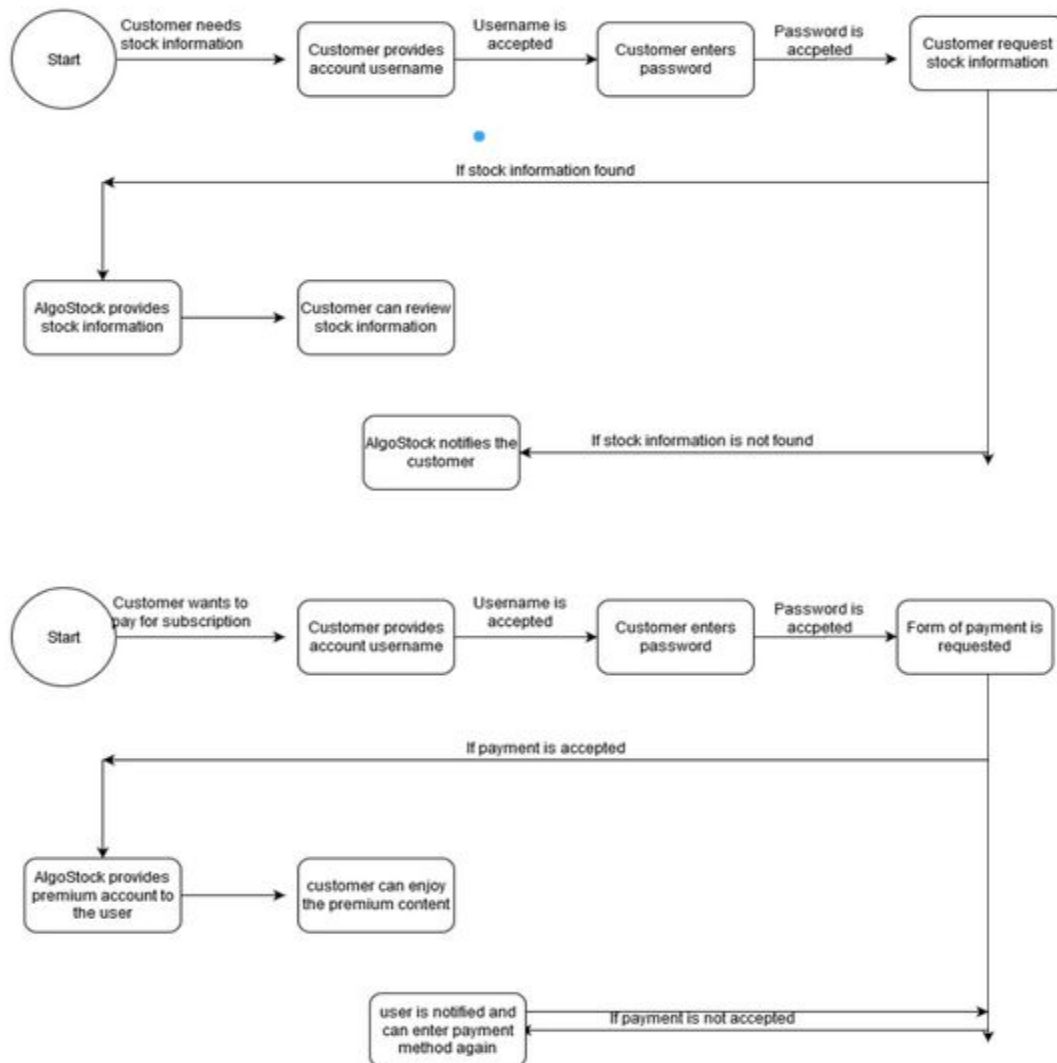 Customer needs
stock information
Start
Customer provides
account username
Username is
accepted
Customer enters
password
Password is
accpeted
Customer request
stock information
If stock information found
AlgoStock provides
stock information
Customer can review
stock information
If stock information is not found
AlgoStock notifies the
customer
Customer wants to
pay for subscription
Start
Customer provides
account username
Username is
accepted
Customer enters
password
Password is
accpeted
Form of payment is
requested
If payment is accepted
AlgoStock provides
premium account to
the user
customer can enjoy
the premium content
user is notified and
can enter payment
method again
If payment is not accepted